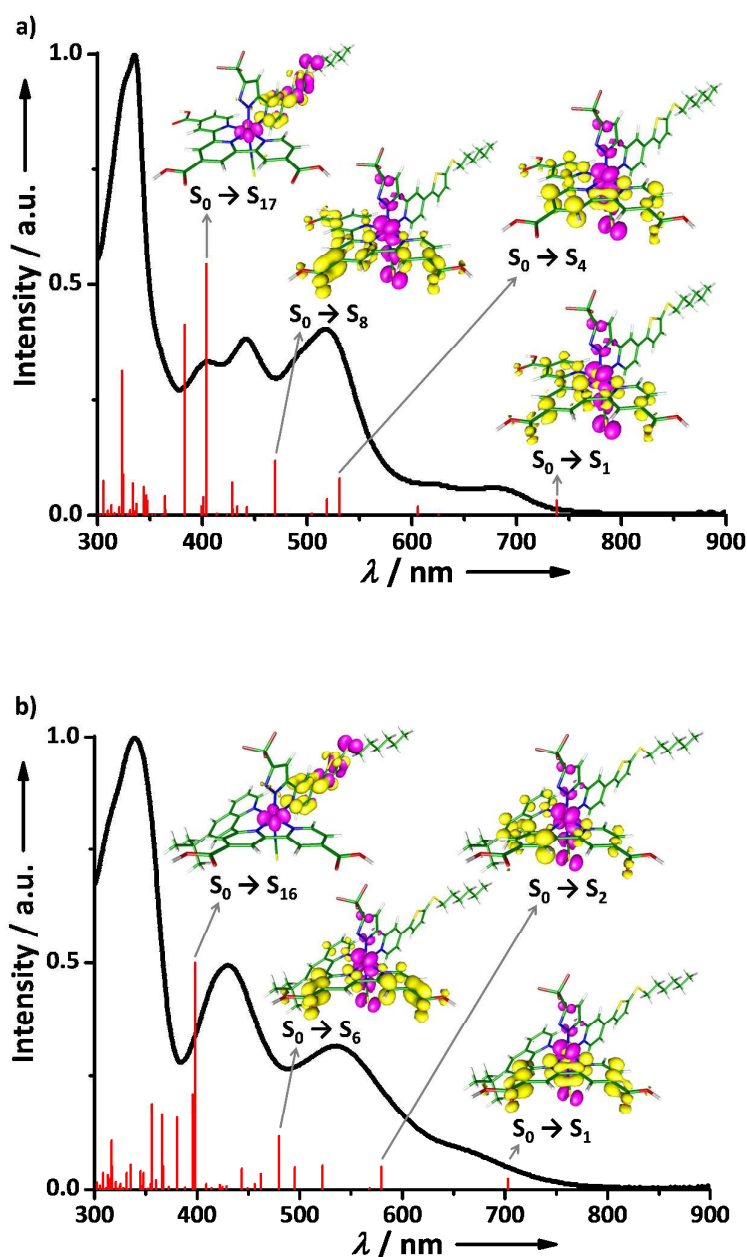 a)
1.0
0.5
0.0
Intensity / a.u.
S₀ → S₁₇
S₀ → S₈
S₀ → S₄
S₀ → S₁
300 400 500 600 700 800 900
λ / nm
b)
1.0
0.5
0.0
Intensity / a.u.
S₀ → S₁₆
S₀ → S₂
S₀ → S₆
S₀ → S₁
300 400 500 600 700 800 900
λ / nm